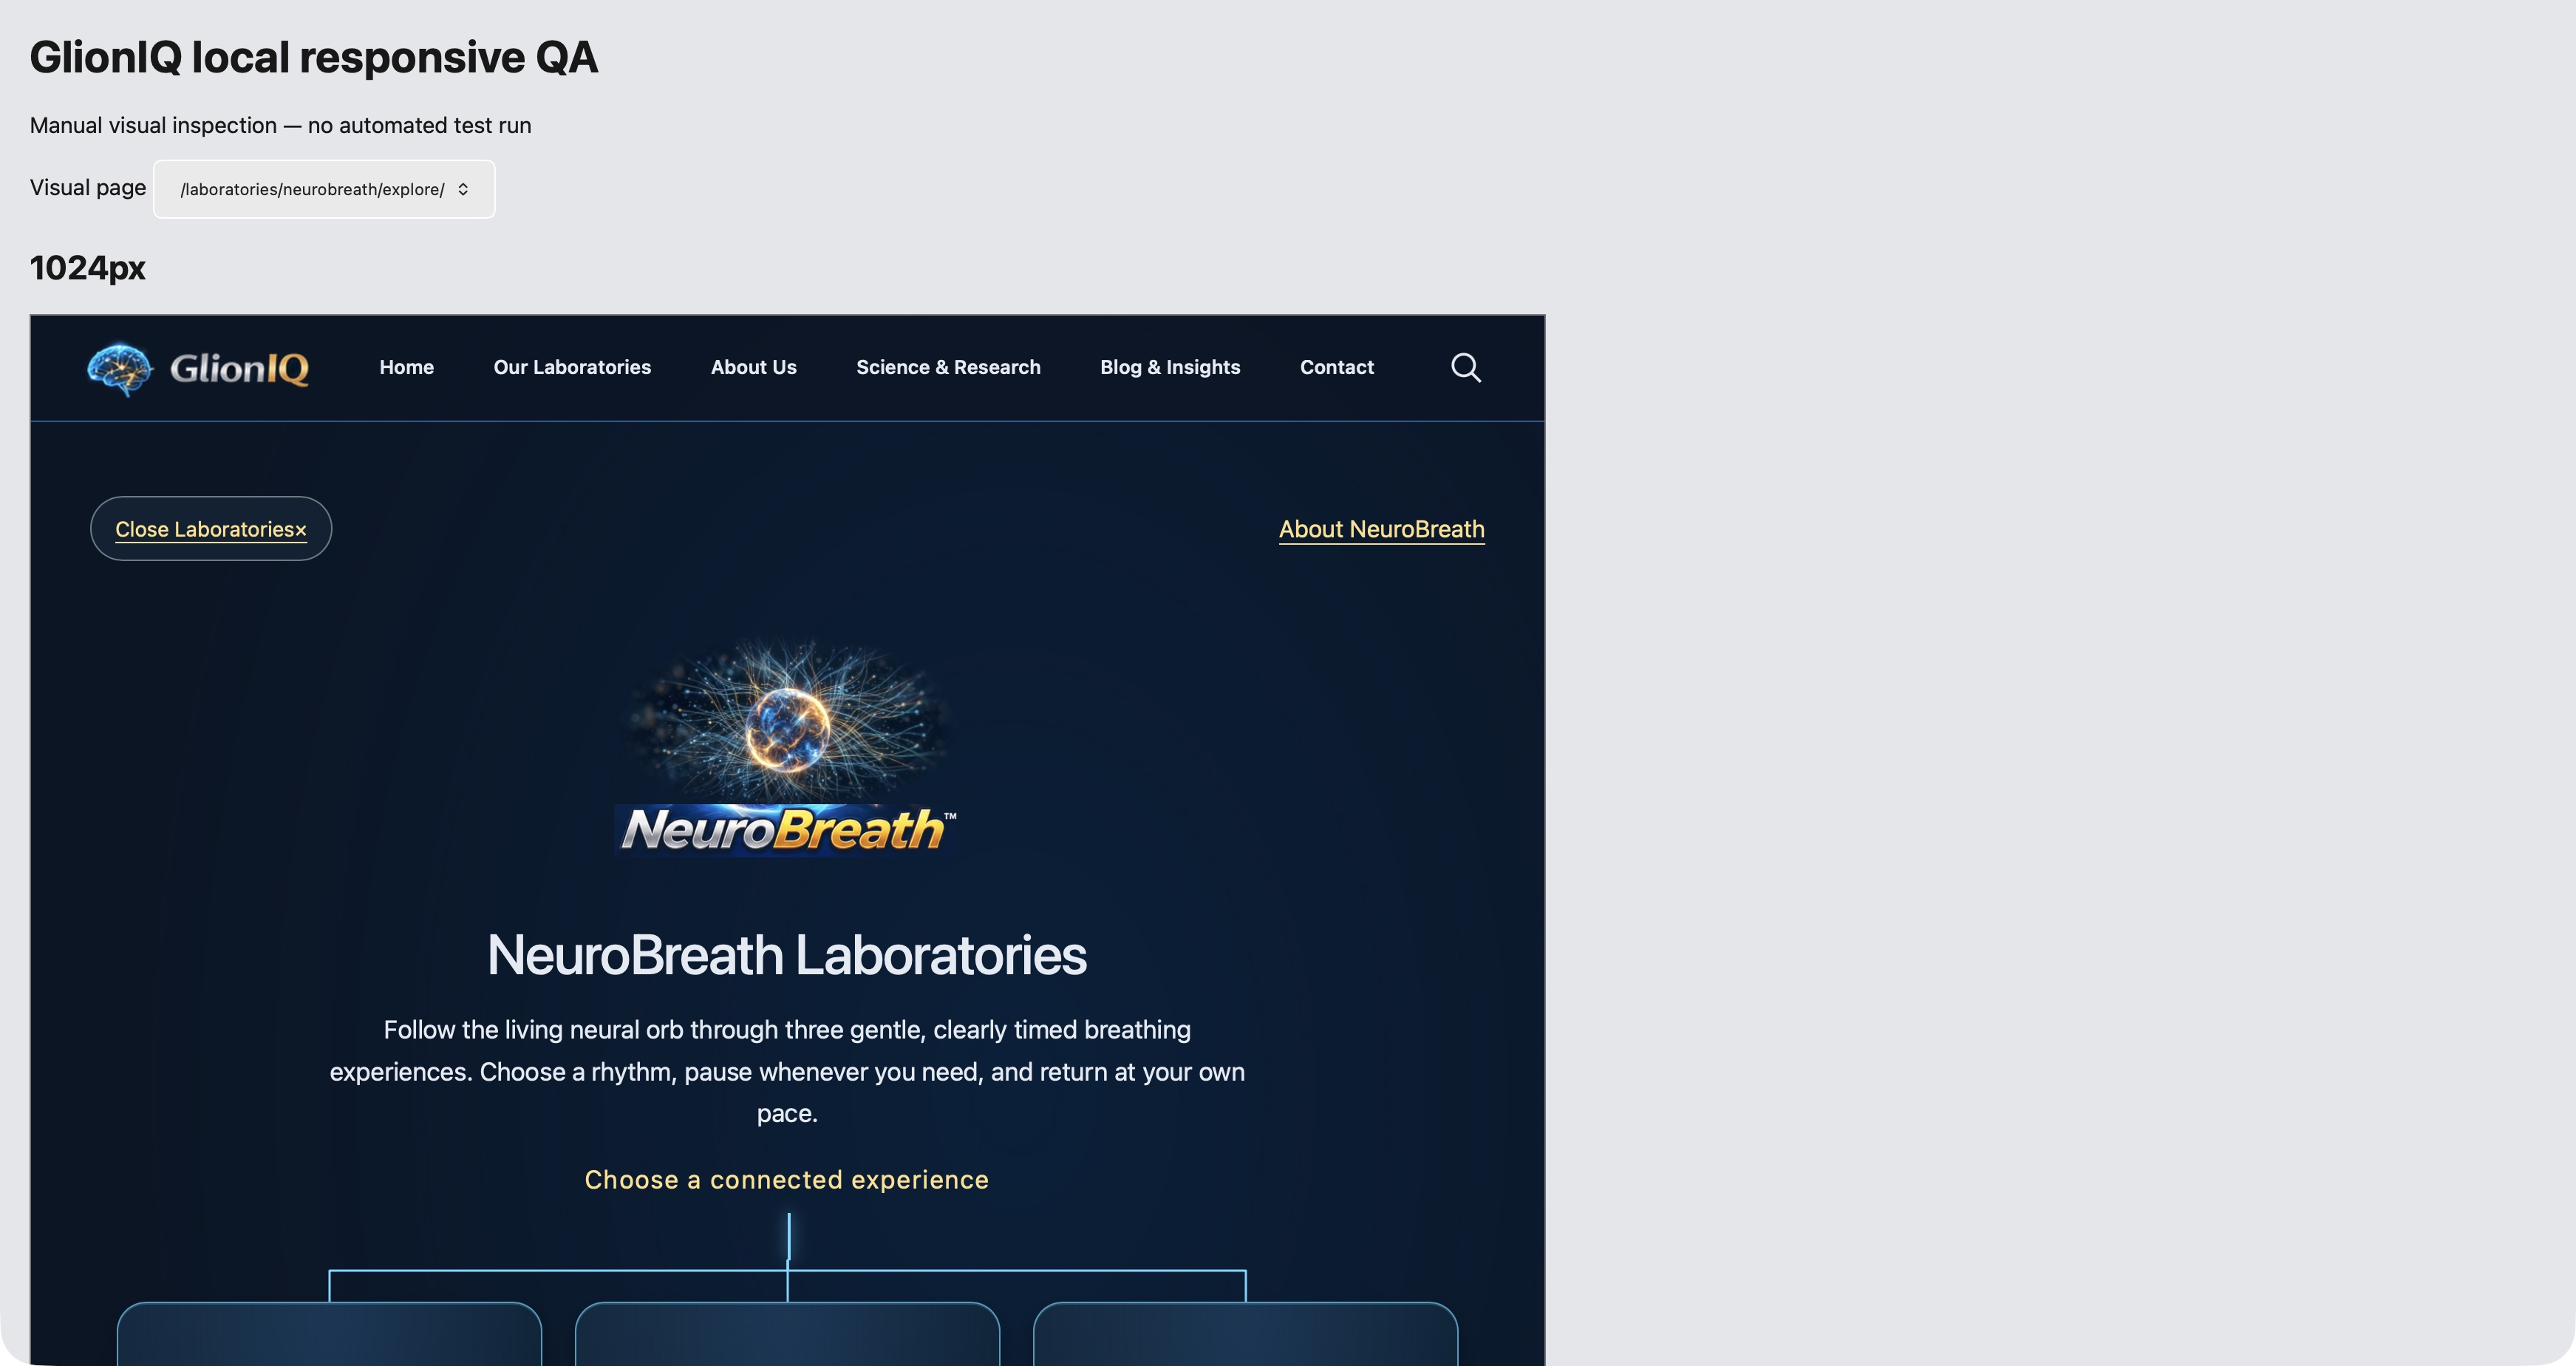 GlionIQ local responsive QA
Manual visual inspection — no automated test run
Visual page /laboratories/neurobreath/explore/
1024px
GlionIQ Home Our Laboratories About Us Science & Research Blog & Insights Contact
Close Laboratories× About NeuroBreath
NeuroBreath™
NeuroBreath Laboratories
Follow the living neural orb through three gentle, clearly timed breathing
experiences. Choose a rhythm, pause whenever you need, and return at your own
pace.
Choose a connected experience